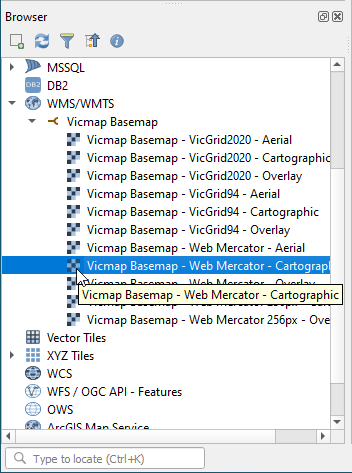 Browser
MSSQL
DB2
DB2
WMS/WMTS
Vicmap Basemap
Vicmap Basemap - VicGrid2020 - Aerial
Vicmap Basemap - VicGrid2020 - Cartographic
Vicmap Basemap - VicGrid2020 - Overlay
Vicmap Basemap - VicGrid94 - Aerial
Vicmap Basemap - VicGrid94 - Cartographic
Vicmap Basemap - VicGrid94 - Overlay
Vicmap Basemap - Web Mercator - Aerial
Vicmap Basemap - Web Mercator - Cartograp
Vicmap Basemap - Web Mercator - Cartographic
Vicmap Basemap - Web Mercator 256px - Ove
Vector Tiles
XYZ Tiles
WCS
WFS / OGC API - Features
OWS
ArcGIS Map Service
Type to locate (Ctrl+K)